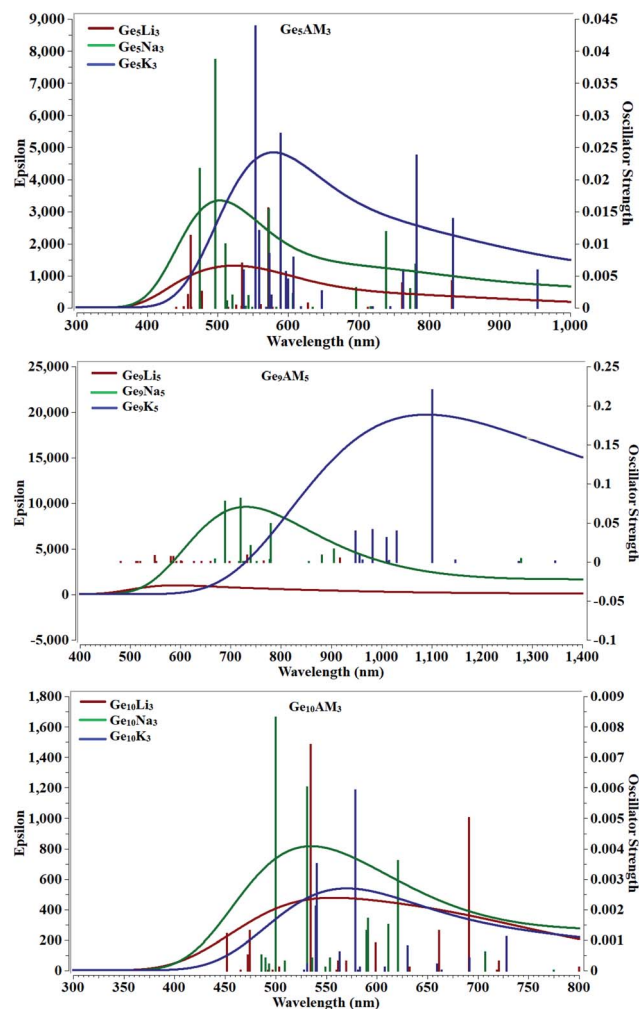 Ge₅AM₃
Ge₅Li₃
Ge₅Na₃
Ge₅K₃
9,000
8,000
7,000
6,000
5,000
4,000
3,000
2,000
1,000
0
Epsilon
0.045
0.04
0.035
0.03
0.025
0.02
0.015
0.01
0.005
0
Oscillator Strength
300 400 500 600 700 800 900 1,000
Wavelength (nm)
Ge₉AM₅
Ge₉Li₅
Ge₉Na₅
Ge₉K₅
25,000
20,000
15,000
10,000
5,000
0
-5,000
Epsilon
0.25
0.2
0.15
0.1
0.05
0
-0.05
-0.1
Oscillator Strength
400 500 600 700 800 900 1,000 1,100 1,200 1,300 1,400
Wavelength (nm)
Ge₁₀AM₃
Ge₁₀Li₃
Ge₁₀Na₃
Ge₁₀K₃
1,800
1,600
1,400
1,200
1,000
800
600
400
200
0
Epsilon
0.009
0.008
0.007
0.006
0.005
0.004
0.003
0.002
0.001
0
Oscillator Strength
300 350 400 450 500 550 600 650 700 750 800
Wavelength (nm)